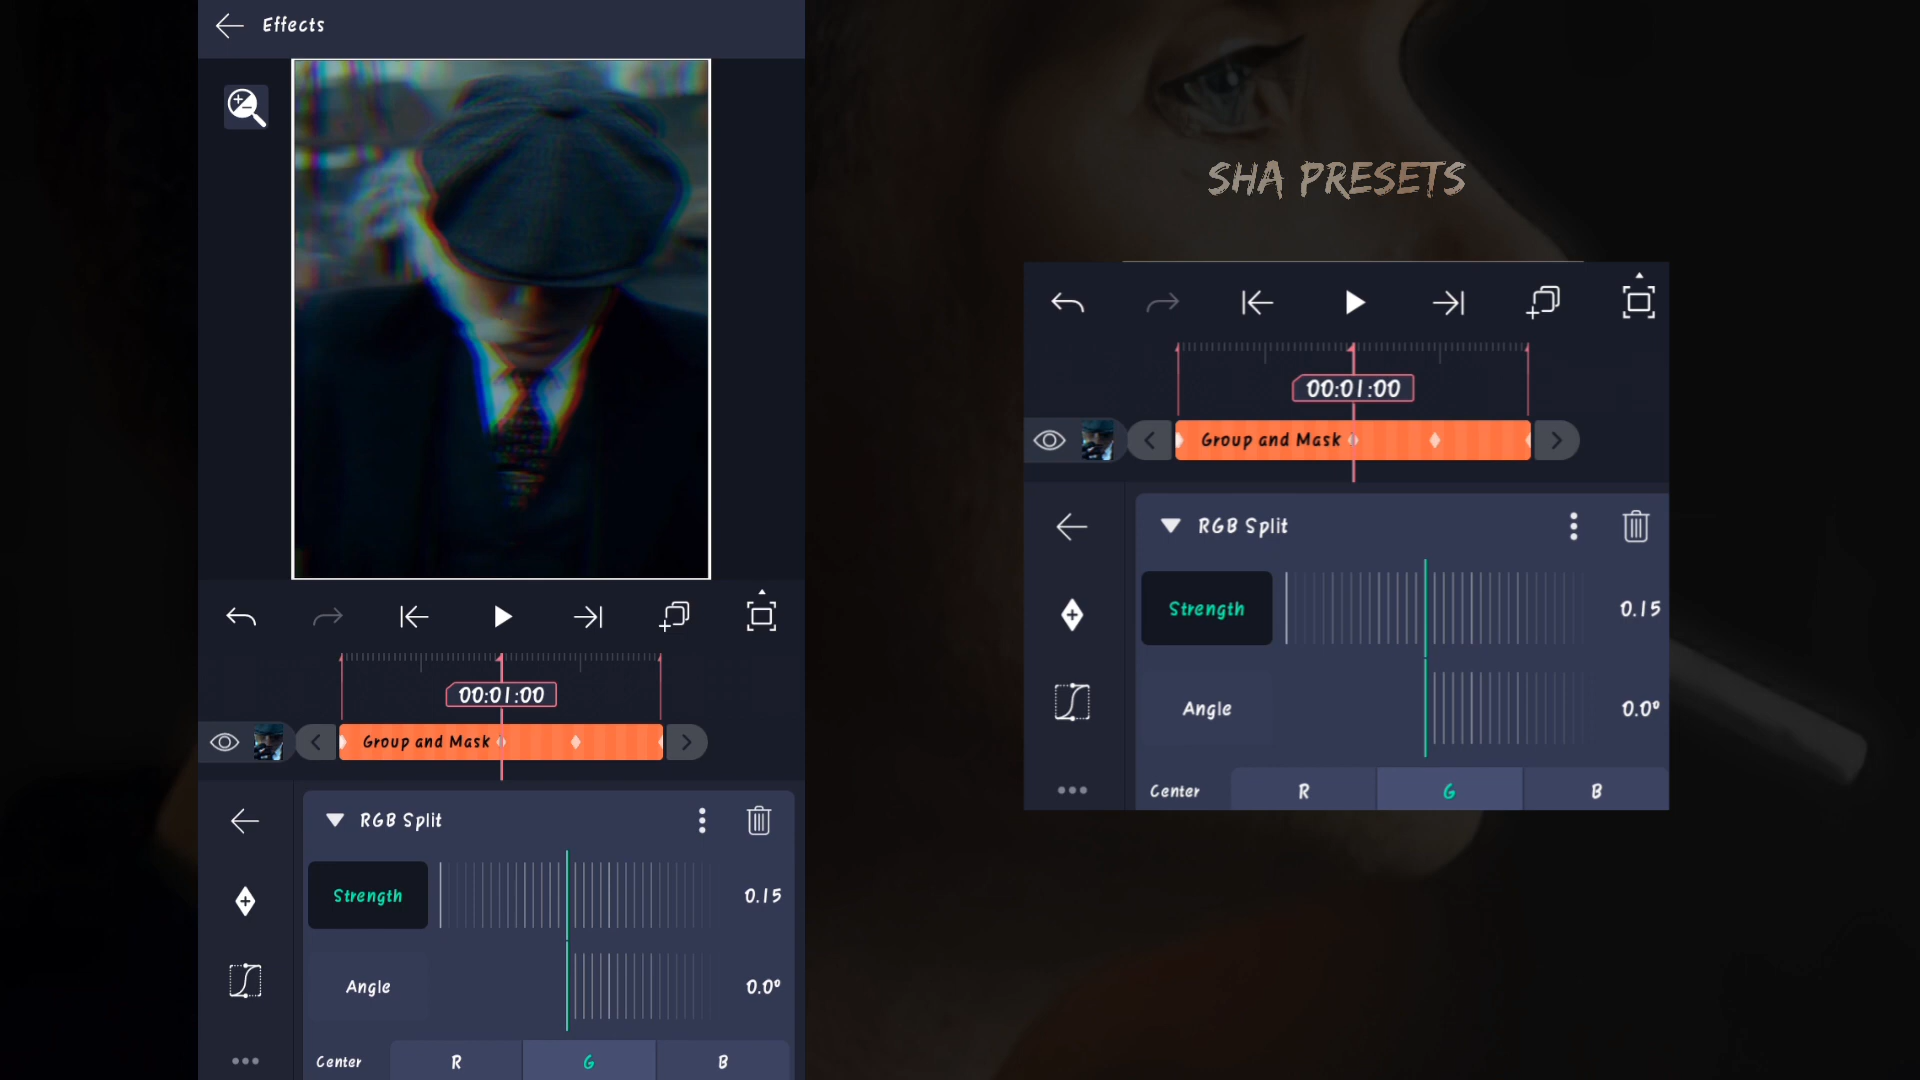 Effects
00:01:00
Group and Mask
RGB Split
Strength
0.15
Angle
0.0°
Center R G B
SHA PRESETS
00:01:00
Group and Mask
RGB Split
Strength
0.15
Angle
0.0°
Center R G B